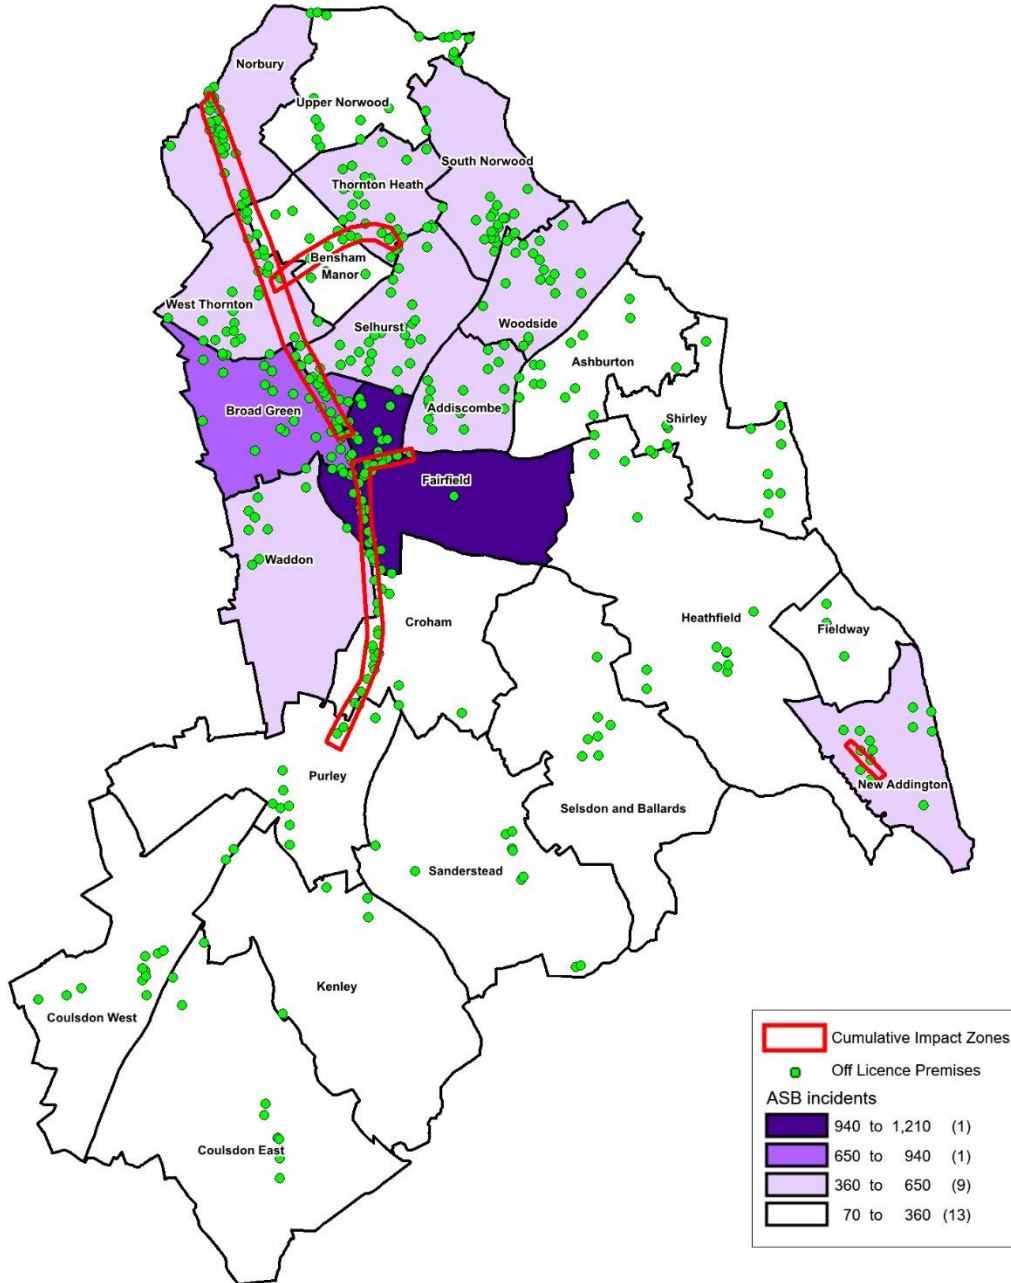 Norbury
Upper Norwood
South Norwood
Thornton Heath
Bensham
Manor
West Thornton
Selhurst
Woodside
Ashburton
Broad Green
Addiscombe
Shirley
Fairfield
Waddon
Croham
Heathfield
Fieldway
New Addington
Purley
Selsdon and Ballards
Sanderstead
Kenley
Coulsdon West
Coulsdon East
Cumulative Impact Zones
Off Licence Premises
ASB incidents
940 to 1,210 (1)
650 to 940 (1)
360 to 650 (9)
70 to 360 (13)